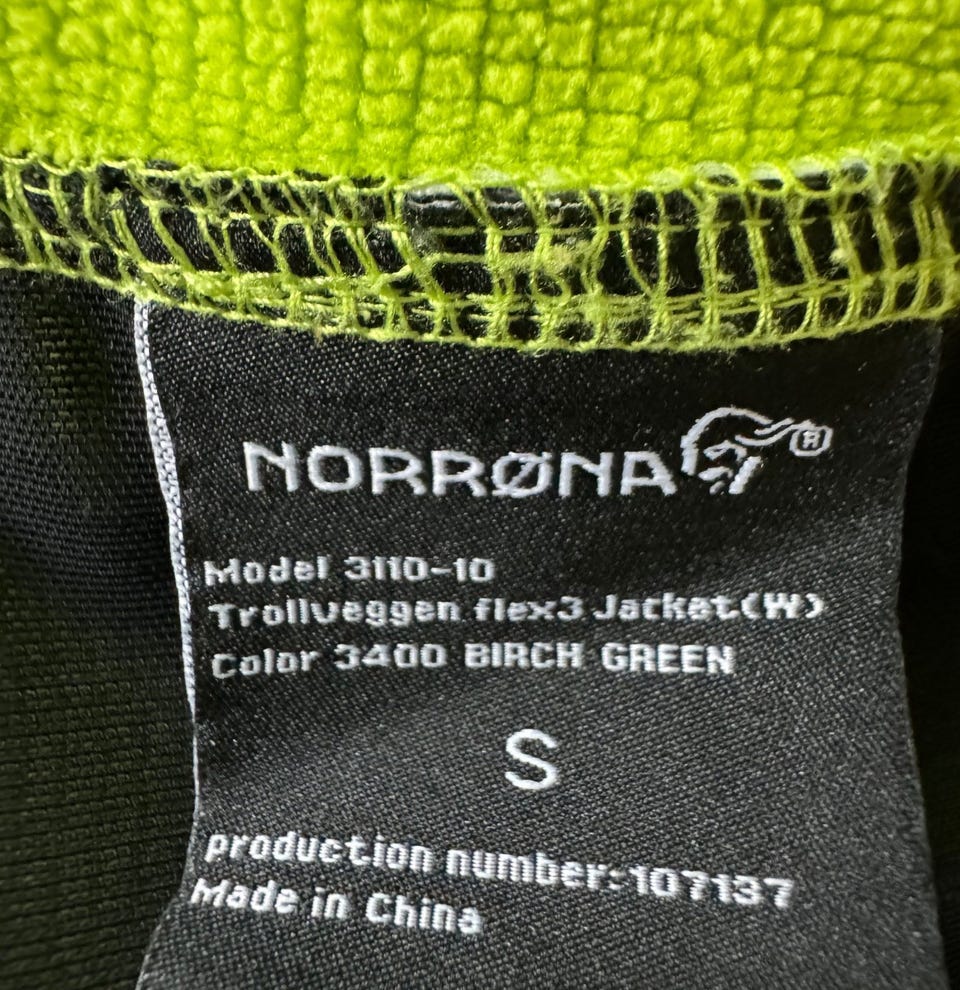 NORRØNA®
Model 3110-10
Trollveggen flex3 Jacket(W)
Color 3400 BIRCH GREEN
S
production number:107137
Made in China